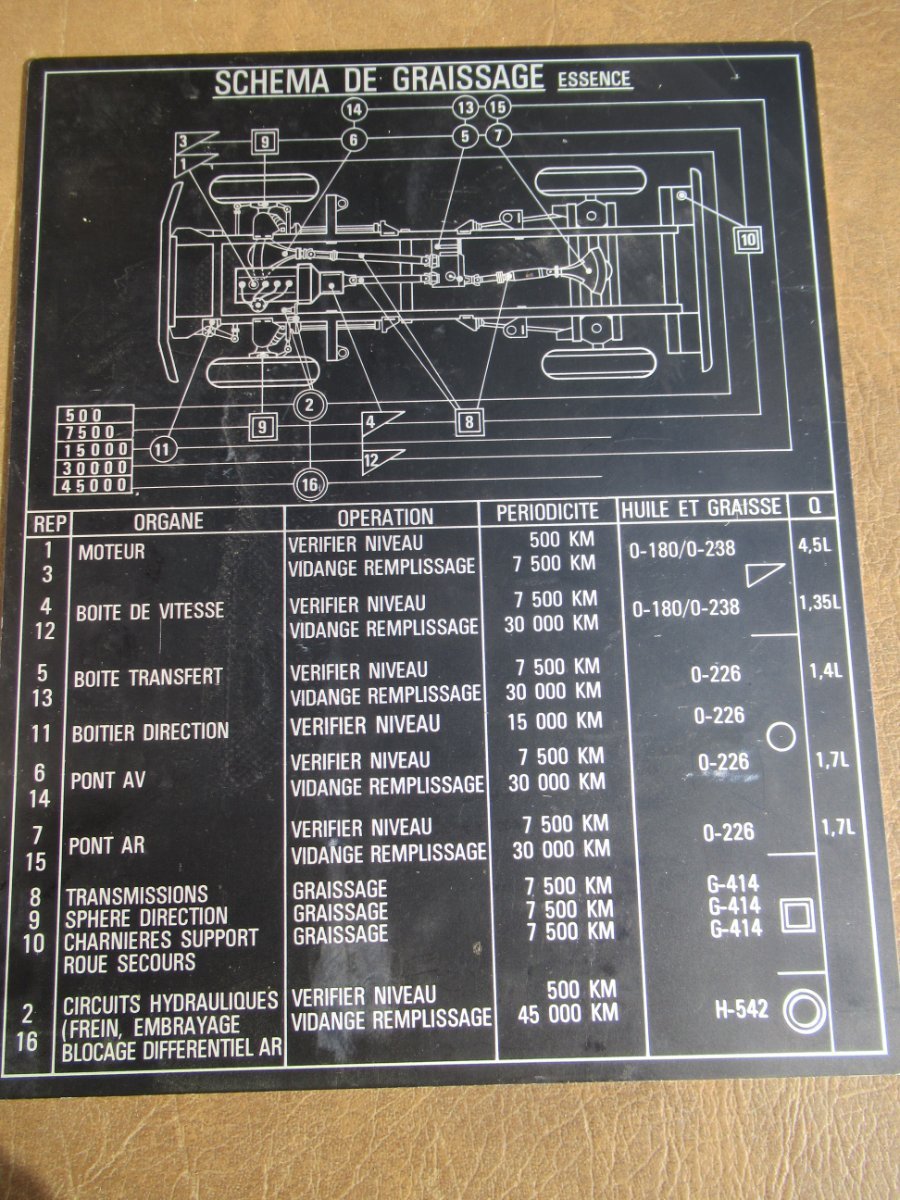 SCHEMA DE GRAISSAGE ESSENCE
14 13 15
3 9 6 5 7
1
10
2
500
7500
15000
30000
45000
11 9 4 8
12
16
REP ORGANE OPERATION PERIODICITE HUILE ET GRAISSE Q
1 MOTEUR VERIFIER NIVEAU 500 KM O-180/O-238 4,5L
3 VIDANGE REMPLISSAGE 7 500 KM
4 BOITE DE VITESSE VERIFIER NIVEAU 7 500 KM O-180/O-238 1,35L
12 VIDANGE REMPLISSAGE 30 000 KM
5 BOITE TRANSFERT VERIFIER NIVEAU 7 500 KM O-226 1,4L
13 VIDANGE REMPLISSAGE 30 000 KM
11 BOITIER DIRECTION VERIFIER NIVEAU 15 000 KM O-226
6 PONT AV VERIFIER NIVEAU 7 500 KM O-226 1,7L
14 VIDANGE REMPLISSAGE 30 000 KM
7 PONT AR VERIFIER NIVEAU 7 500 KM O-226 1,7L
15 VIDANGE REMPLISSAGE 30 000 KM
8 TRANSMISSIONS GRAISSAGE 7 500 KM G-414
9 SPHERE DIRECTION GRAISSAGE 7 500 KM G-414
10 CHARNIERES SUPPORT GRAISSAGE 7 500 KM G-414
ROUE SECOURS
2 CIRCUITS HYDRAULIQUES VERIFIER NIVEAU 500 KM H-542
(FREIN, EMBRAYAGE VIDANGE REMPLISSAGE 45 000 KM
16 BLOCAGE DIFFERENTIEL AR